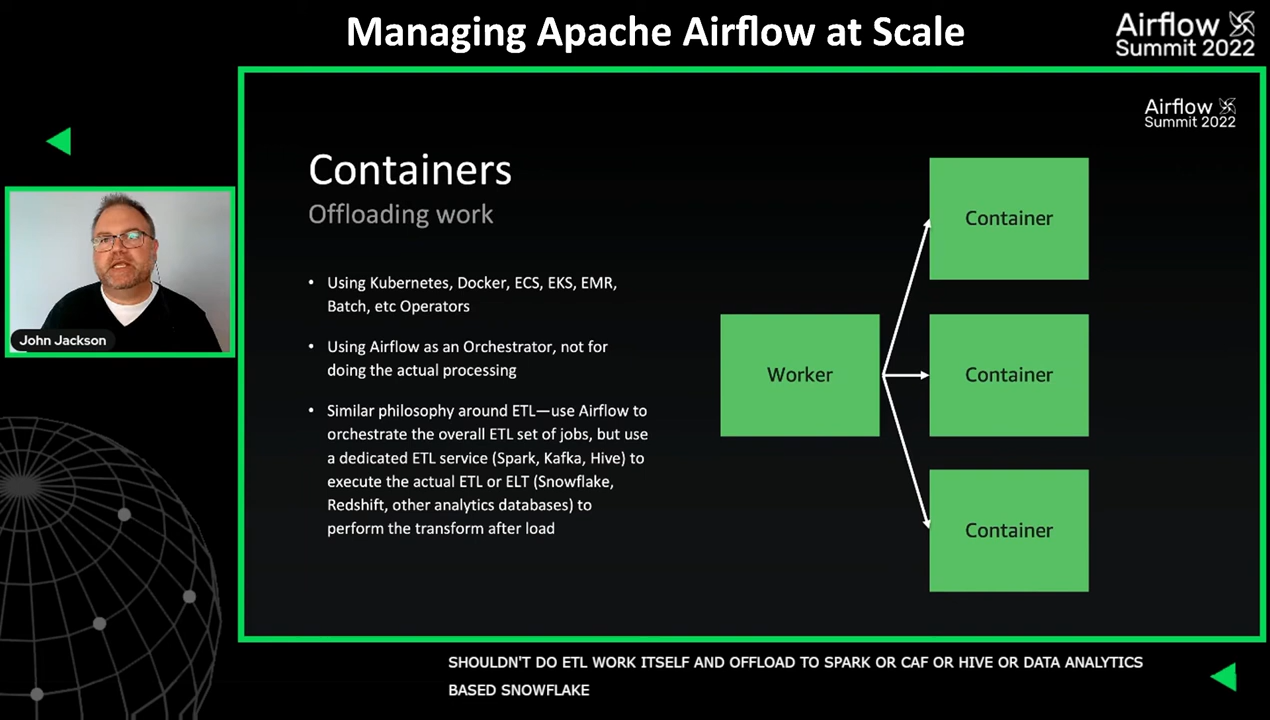 Managing Apache Airflow at Scale
Airflow
Summit 2022
Airflow
Summit 2022
Containers
Offloading work
• Using Kubernetes, Docker, ECS, EKS, EMR,
Batch, etc Operators
• Using Airflow as an Orchestrator, not for
doing the actual processing
• Similar philosophy around ETL—use Airflow to
orchestrate the overall ETL set of jobs, but use
a dedicated ETL service (Spark, Kafka, Hive) to
execute the actual ETL or ELT (Snowflake,
Redshift, other analytics databases) to
perform the transform after load
Worker
Container
Container
Container
John Jackson
SHOULDN'T DO ETL WORK ITSELF AND OFFLOAD TO SPARK OR CAF OR HIVE OR DATA ANALYTICS
BASED SNOWFLAKE